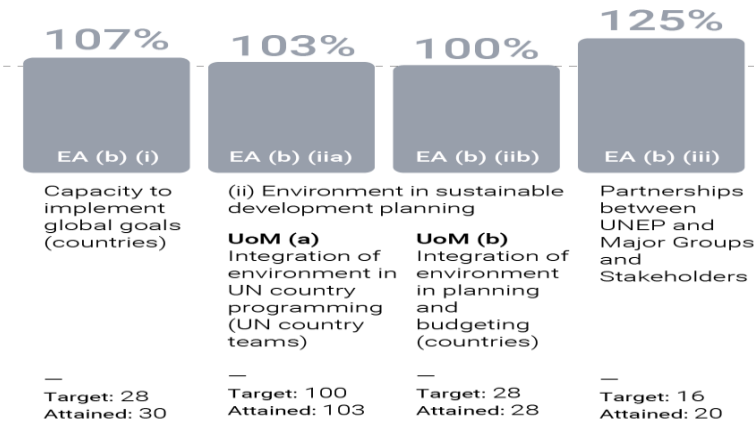 107%
103%
100%
125%
EA (b) (i)
EA (b) (iia)
EA (b) (iib)
EA (b) (iii)
Capacity to
implement
global goals
(countries)
—
Target: 28
Attained: 30
(ii) Environment in sustainable
development planning
UoM (a)
Integration of
environment in
UN country
programming
(UN country
teams)
—
Target: 100
Attained: 103
UoM (b)
Integration of
environment
in planning
and
budgeting
(countries)
—
Target: 28
Attained: 28
Partnerships
between
UNEP and
Major Groups
and
Stakeholders
—
Target: 16
Attained: 20